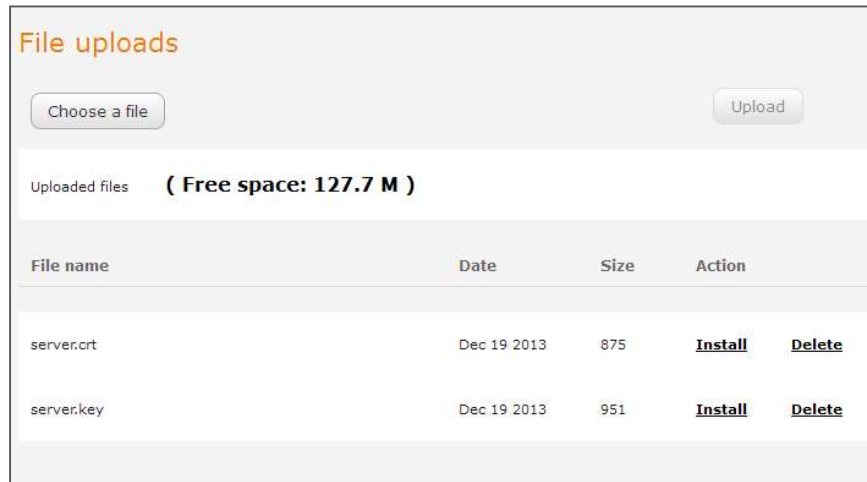 File uploads
Choose a file Upload
Uploaded files ( Free space: 127.7 M )
File name Date Size Action
server.crt Dec 19 2013 875 Install Delete
server.key Dec 19 2013 951 Install Delete